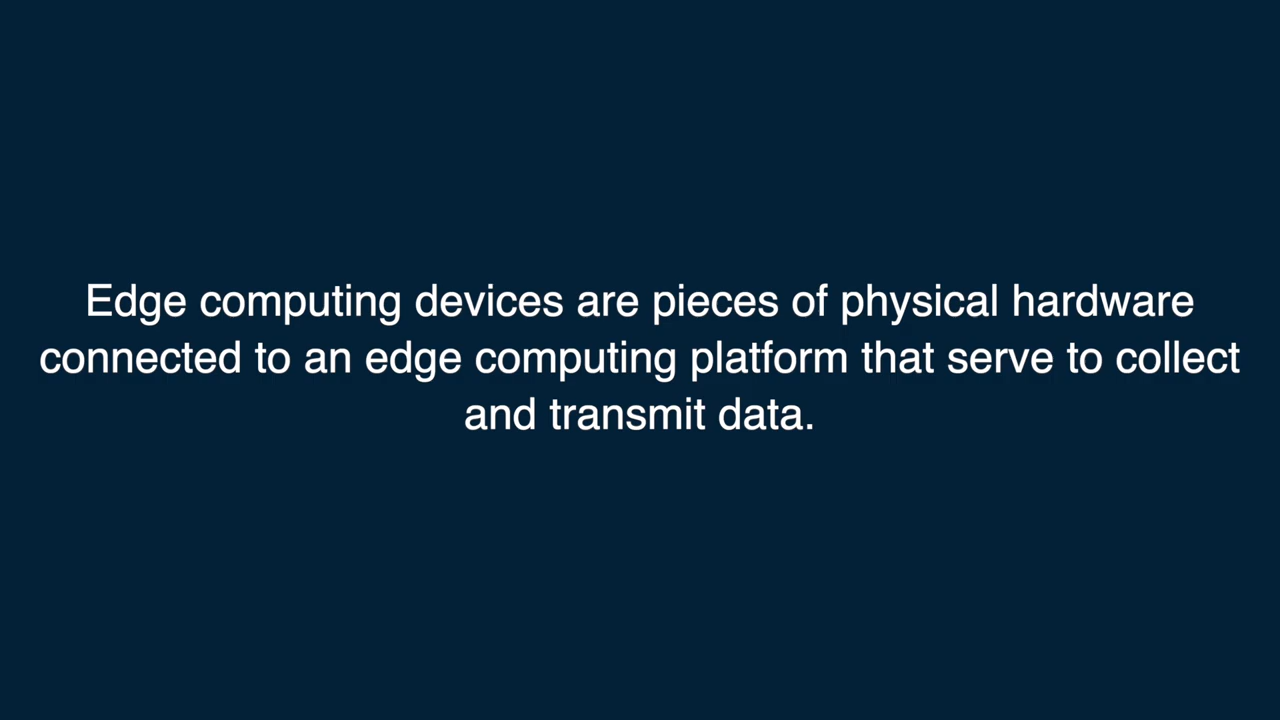 Edge computing devices are pieces of physical hardware
connected to an edge computing platform that serve to collect
and transmit data.